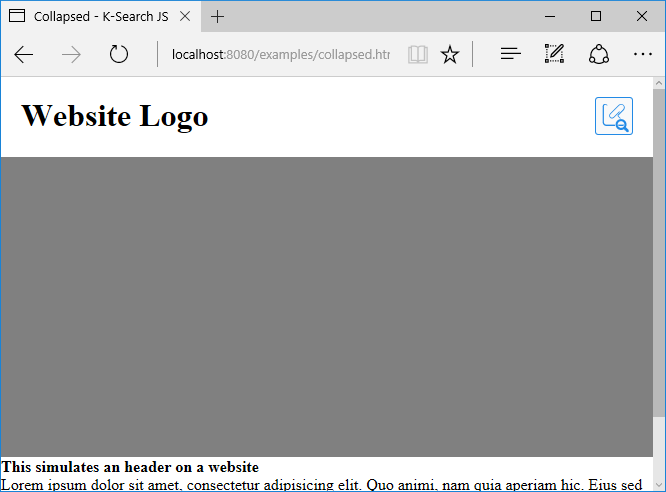 Collapsed - K-Search JS
localhost:8080/examples/collapsed.htm
Website Logo
This simulates an header on a website
Lorem ipsum dolor sit amet, consectetur adipisicing elit. Quo animi, nam quia aperiam hic. Eius sed